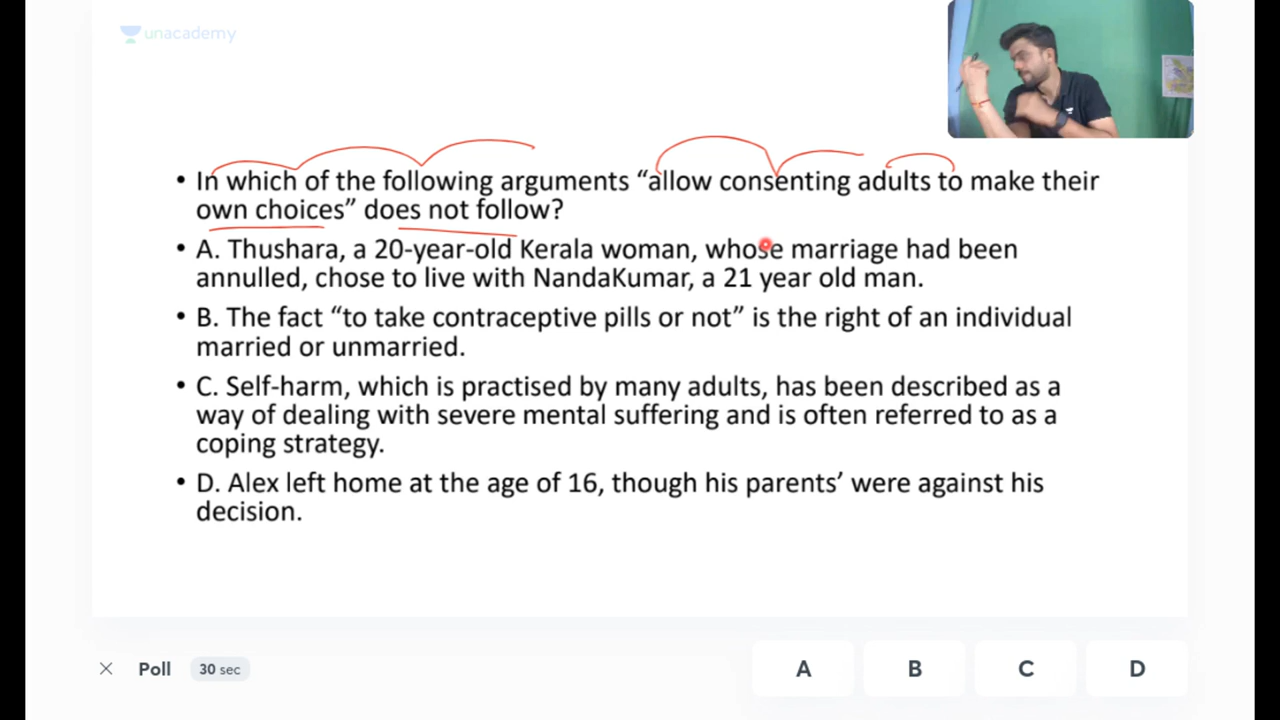 unacademy
• In which of the following arguments “allow consenting adults to make their
own choices” does not follow?
• A. Thushara, a 20-year-old Kerala woman, whose marriage had been
annulled, chose to live with NandaKumar, a 21 year old man.
• B. The fact “to take contraceptive pills or not” is the right of an individual
married or unmarried.
• C. Self-harm, which is practised by many adults, has been described as a
way of dealing with severe mental suffering and is often referred to as a
coping strategy.
• D. Alex left home at the age of 16, though his parents’ were against his
decision.
Poll 30 sec A B C D